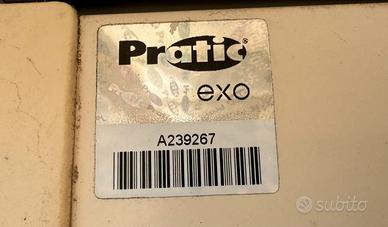 Pratic®
exo
A239267
subito